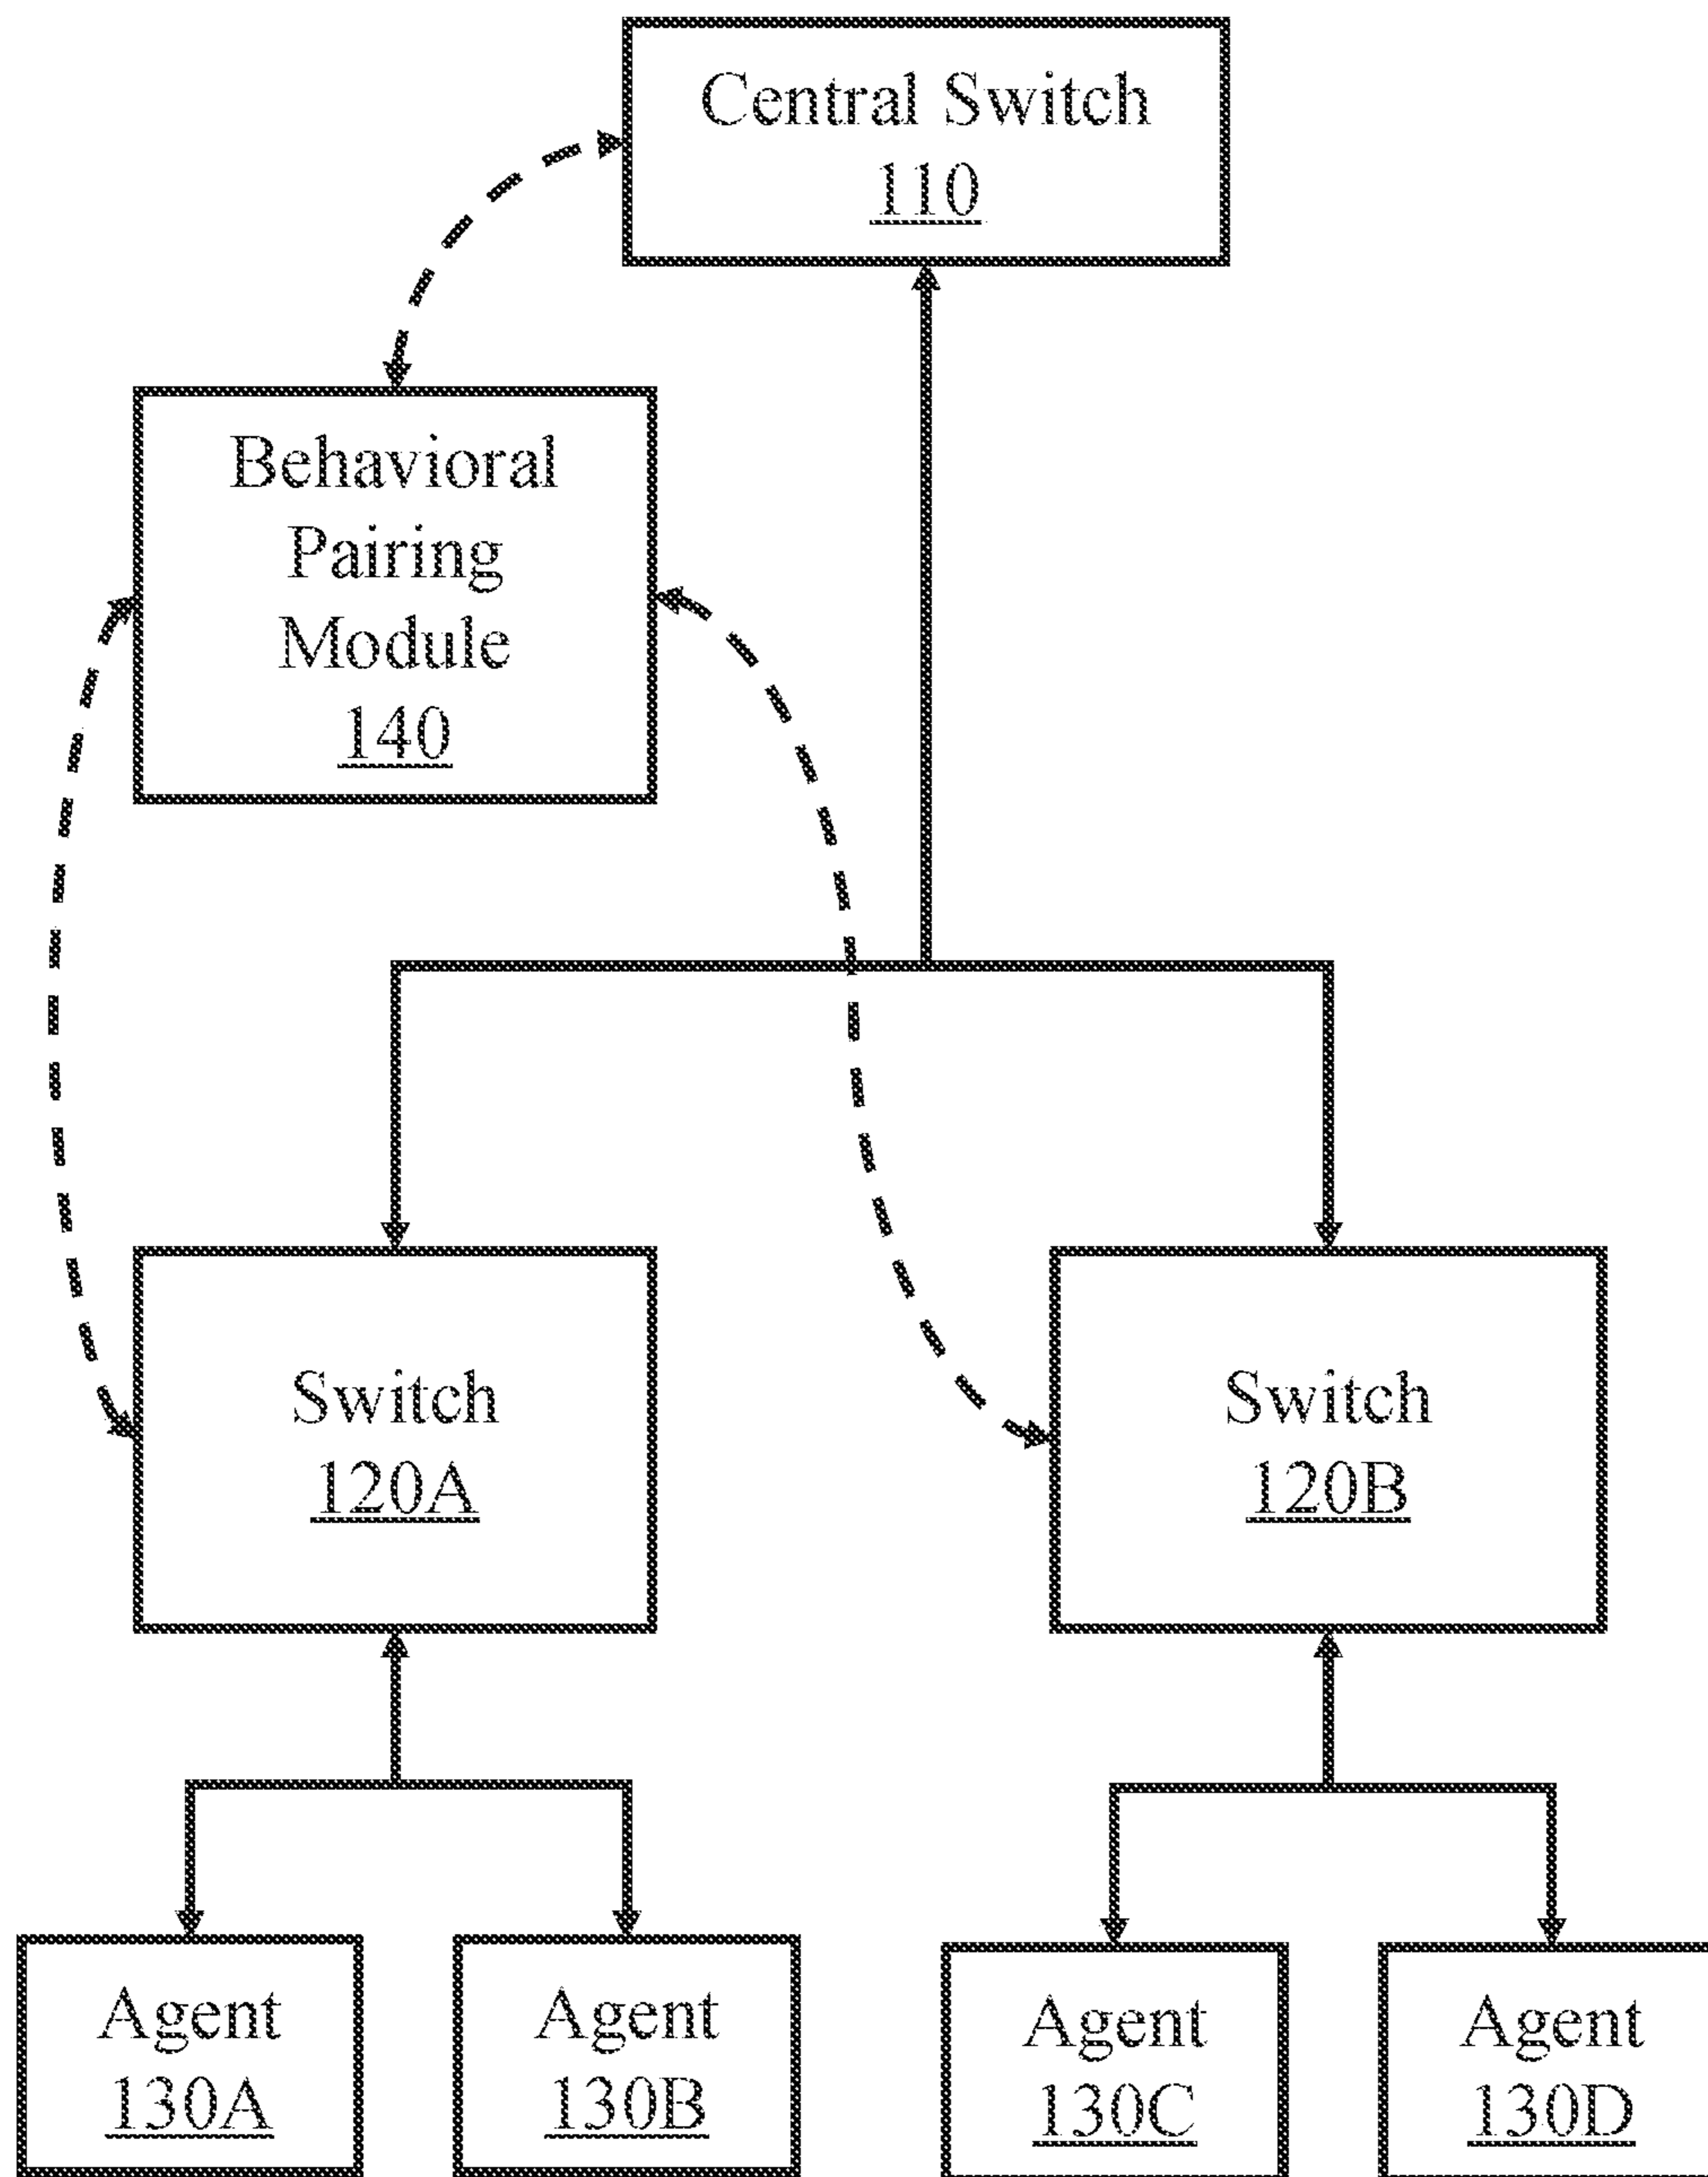 Central Switch
110
Behavioral
Pairing
Module
140
Switch
120A
Switch
120B
Agent
130A
Agent
130B
Agent
130C
Agent
130D